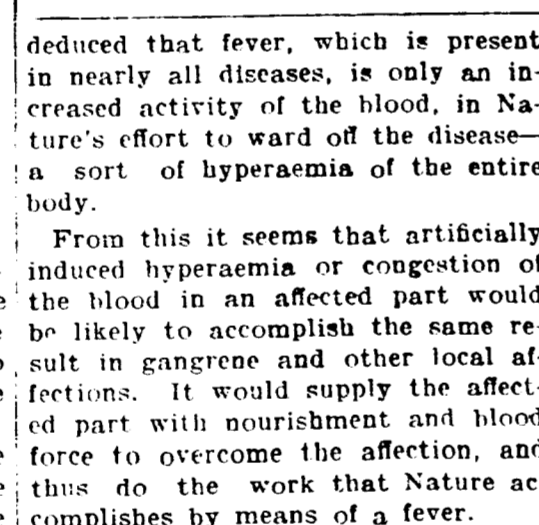 deduced that fever, which is present
in nearly all diseases, is only an in-
creased activity of the blood, in Na-
ture's effort to ward off the disease—
a sort of hyperaemia of the entire
body.
From this it seems that artificially
induced hyperaemia or congestion of
the blood in an affected part would
be likely to accomplish the same re-
sult in gangrene and other local af-
fections. It would supply the affect-
ed part with nourishment and blood
force to overcome the affection, and
thus do the work that Nature ac
complishes by means of a fever.